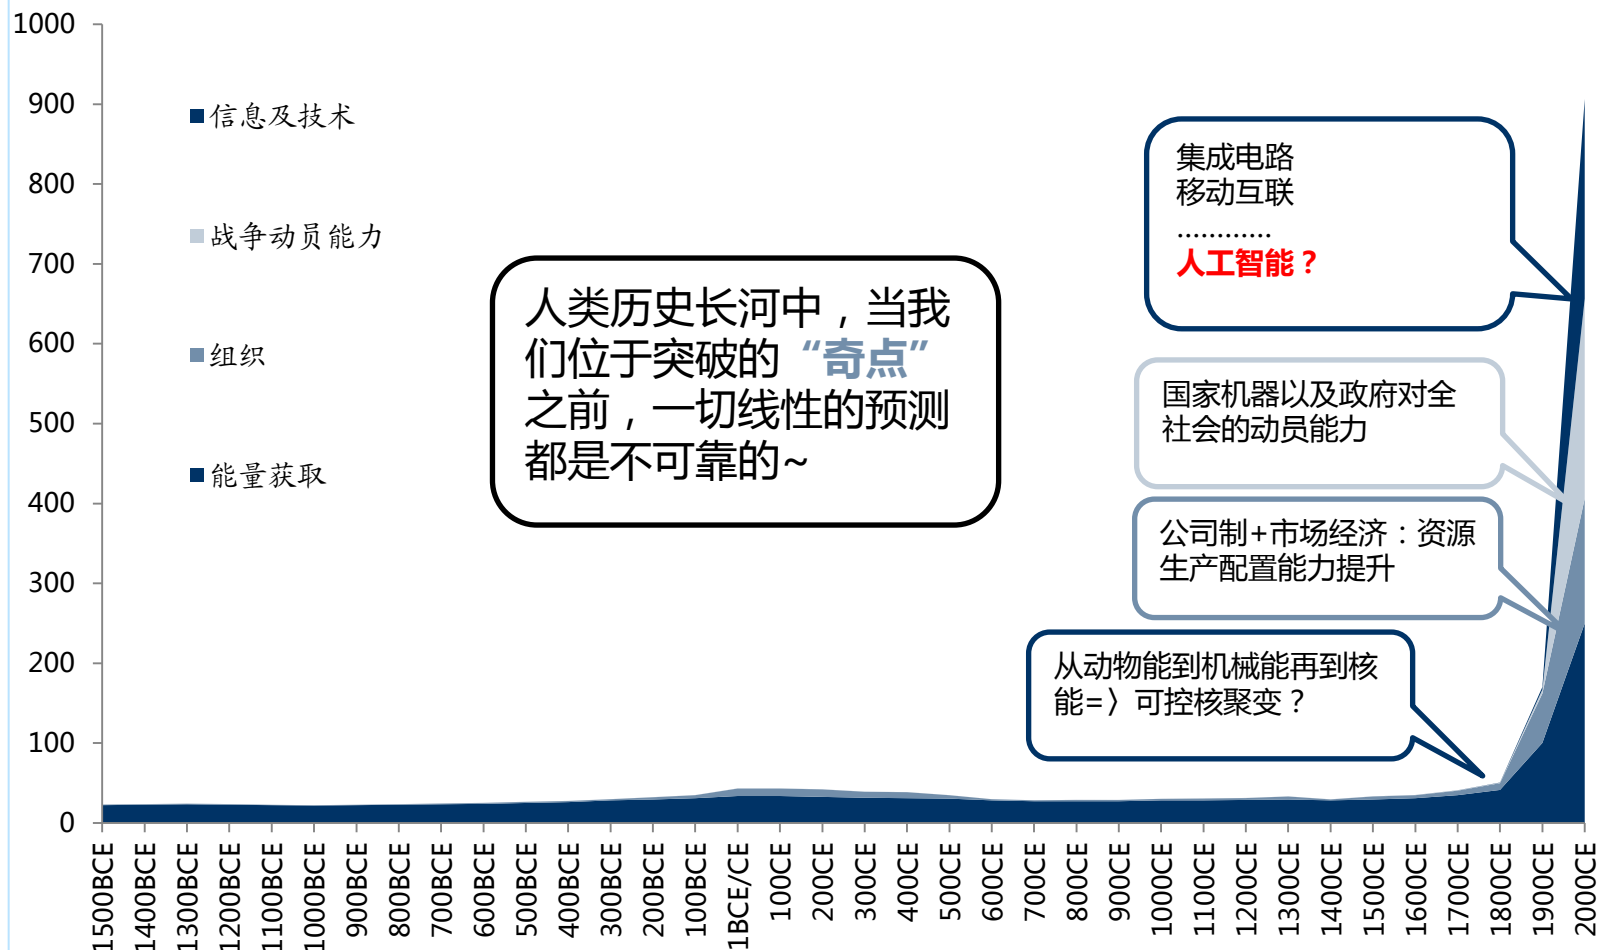 1000
900
800
700
600
500
400
300
200
100
0
信息及技术
战争动员能力
组织
能量获取
人类历史长河中，当我
们位于突破的“奇点”
之前，一切线性的预测
都是不可靠的~
集成电路
移动互联
…………
人工智能？
国家机器以及政府对全
社会的动员能力
公司制+市场经济：资源
生产配置能力提升
从动物能到机械能再到核
能=〉可控核聚变？
1500BCE
1400BCE
1300BCE
1200BCE
1100BCE
1000BCE
900BCE
800BCE
700BCE
600BCE
500BCE
400BCE
300BCE
200BCE
100BCE
1BCE/CE
100CE
200CE
300CE
400CE
500CE
600CE
700CE
800CE
900CE
1000CE
1100CE
1200CE
1300CE
1400CE
1500CE
1600CE
1700CE
1800CE
1900CE
2000CE